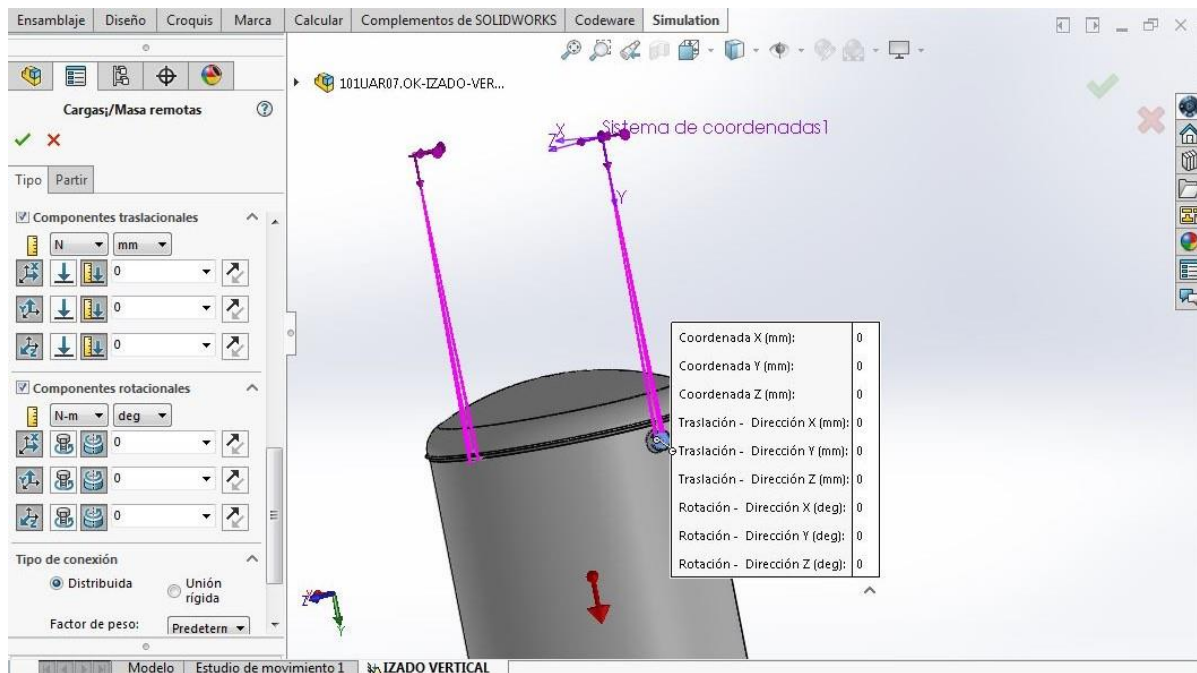 Ensamblaje Diseño Croquis Marca Calcular Complementos de SOLIDWORKS Codeware Simulation
101UAR07.OK-IZADO-VER...
Cargas;/Masa remotas
Tipo Partir
Componentes traslacionales
N mm
0
0
0
Componentes rotacionales
N-m deg
0
0
0
Tipo de conexión
Distribuida Unión rígida
Factor de peso: Predetern
X Z Sistema de coordenadas1
Y
Coordenada X (mm): 0
Coordenada Y (mm): 0
Coordenada Z (mm): 0
Traslación - Dirección X (mm): 0
Traslación - Dirección Y (mm): 0
Traslación - Dirección Z (mm): 0
Rotación - Dirección X (deg): 0
Rotación - Dirección Y (deg): 0
Rotación - Dirección Z (deg): 0
Z X
Y
Modelo Estudio de movimiento 1 IZADO VERTICAL